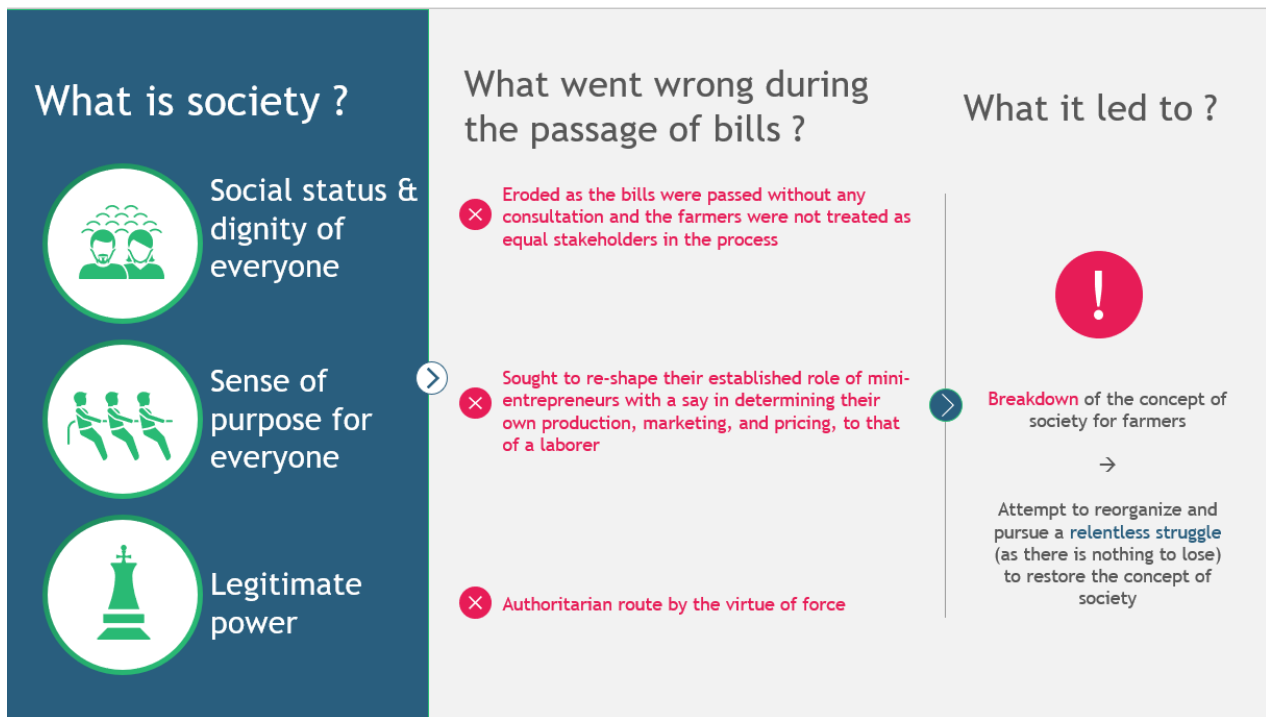 What is society ?
Social status &
dignity of
everyone
Sense of
purpose for
everyone
Legitimate
power
What went wrong during
the passage of bills ?
Eroded as the bills were passed without any
consultation and the farmers were not treated as
equal stakeholders in the process
Sought to re-shape their established role of mini-
entrepreneurs with a say in determining their
own production, marketing, and pricing, to that
of a laborer
Authoritarian route by the virtue of force
What it led to ?
!
Breakdown of the concept of
society for farmers
→
Attempt to reorganize and
pursue a relentless struggle
(as there is nothing to lose)
to restore the concept of
society